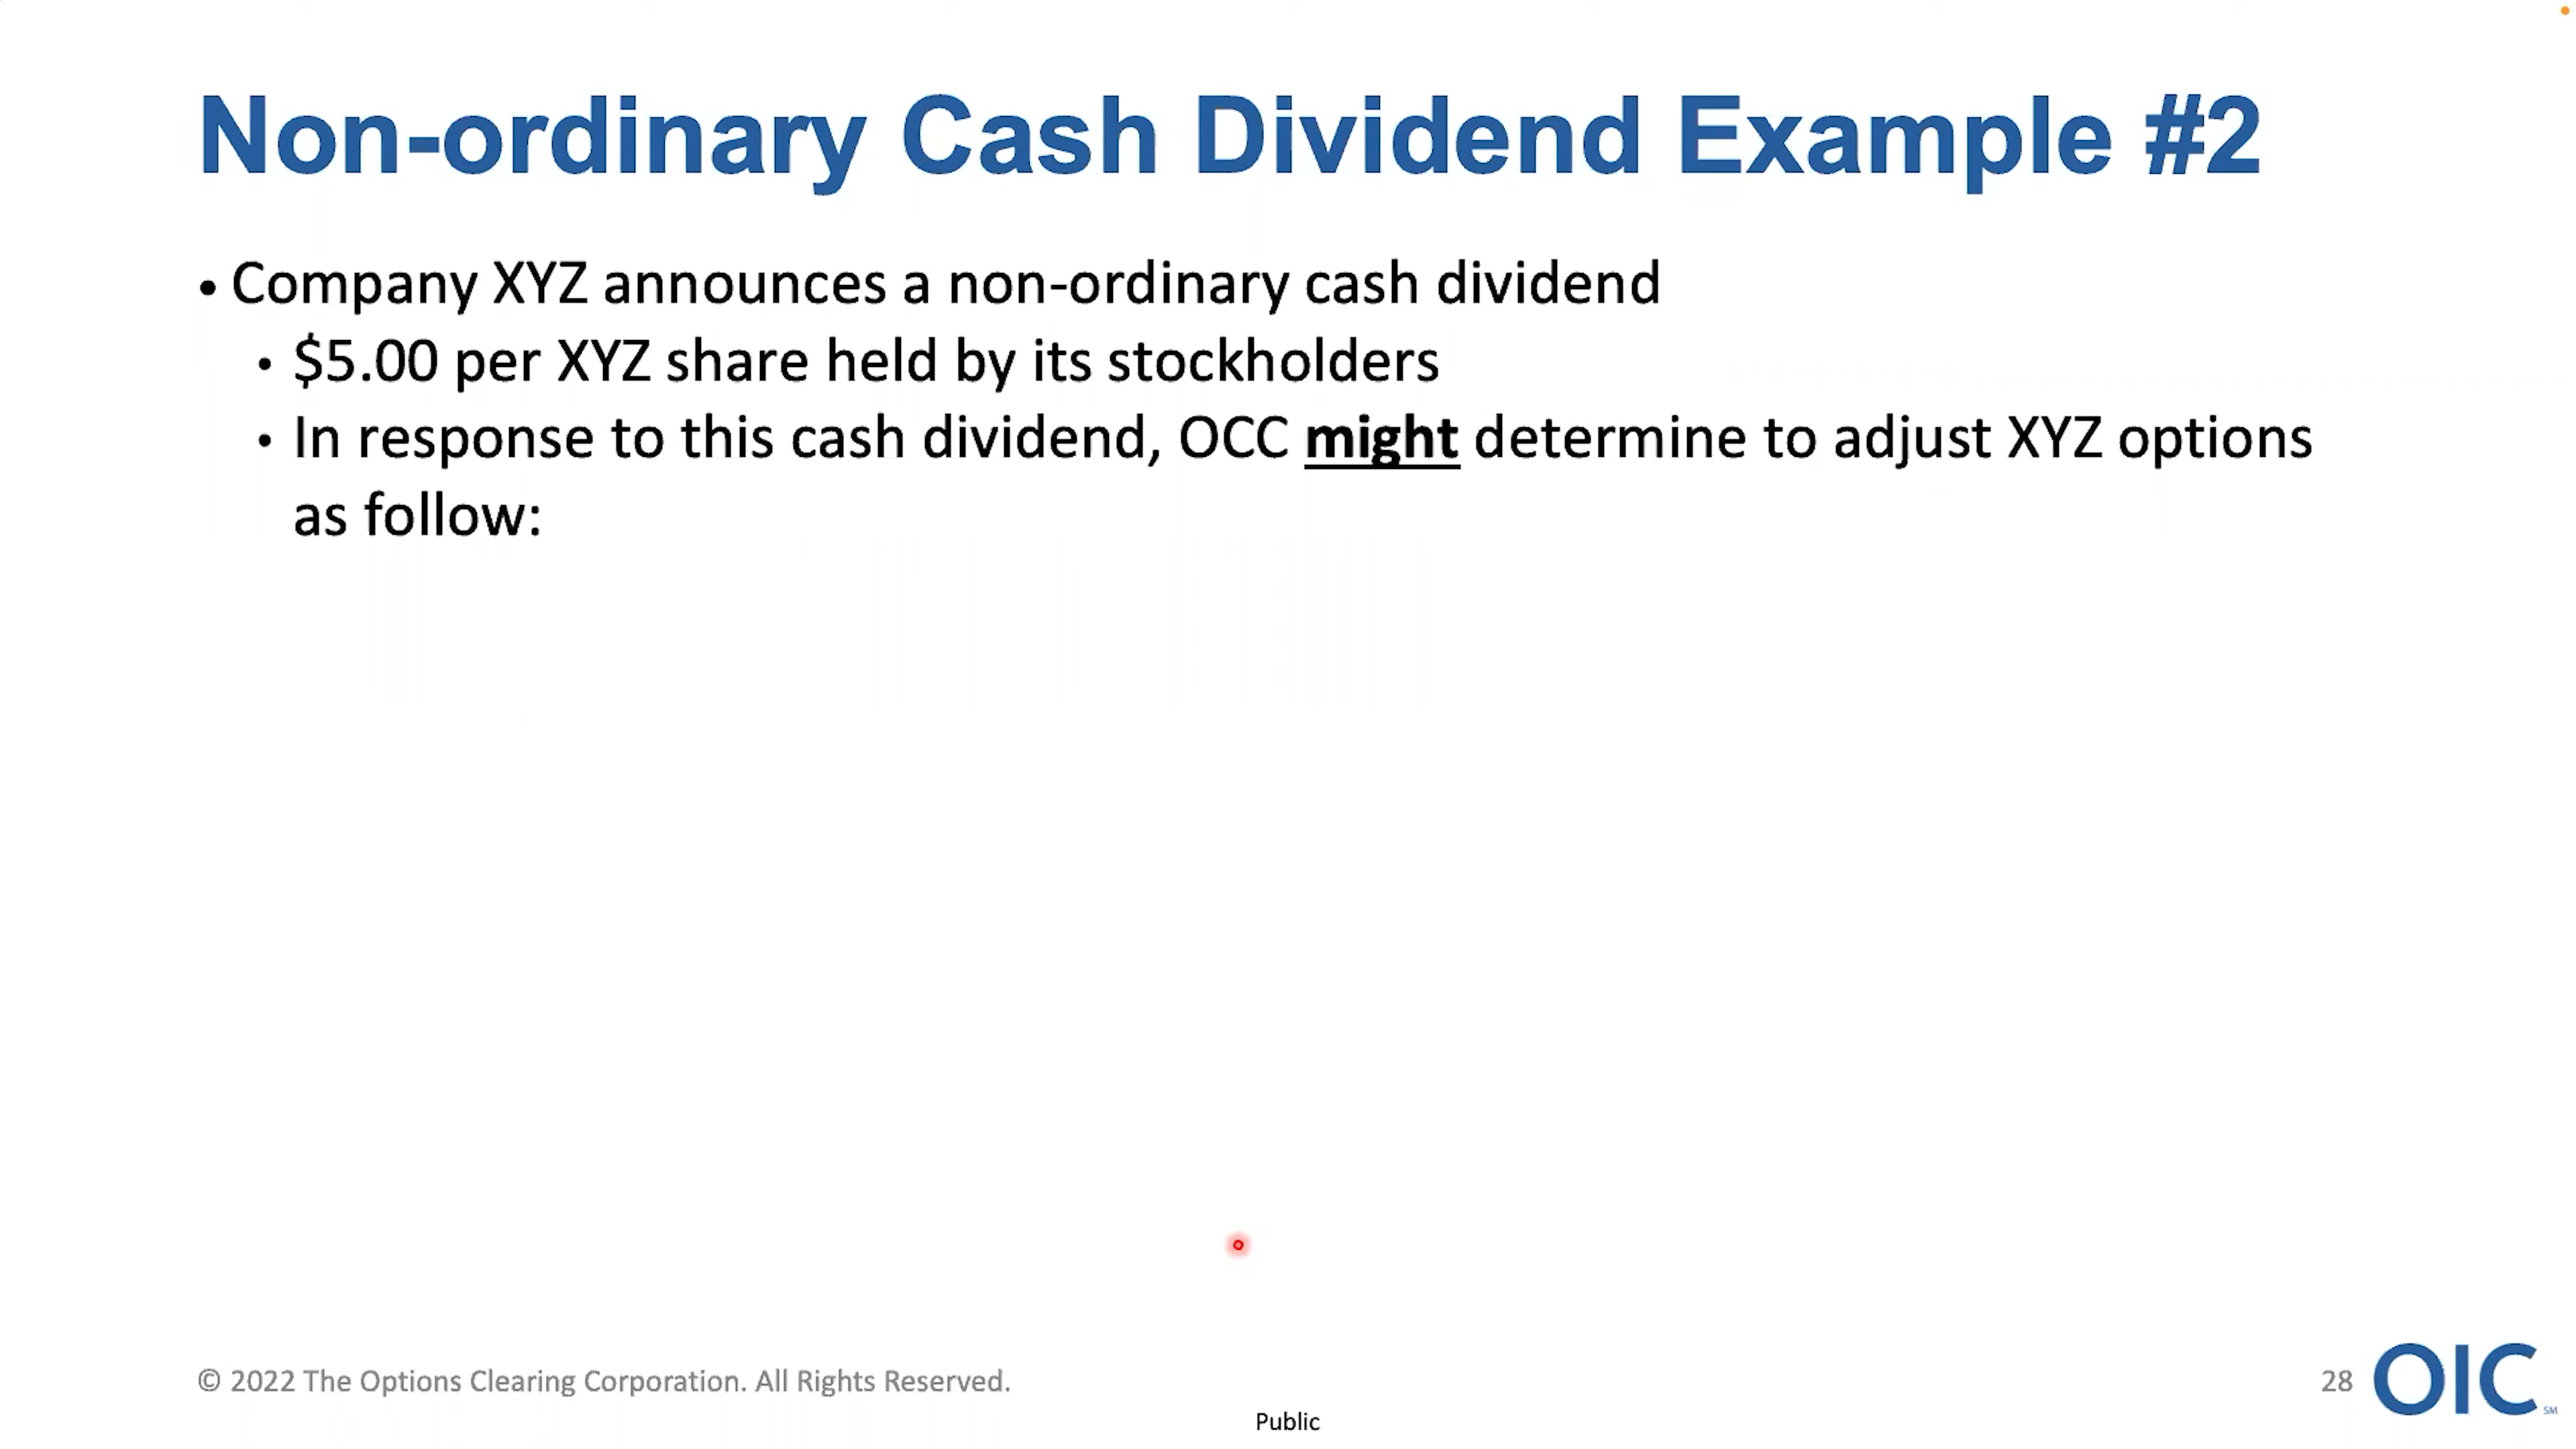 Non-ordinary Cash Dividend Example #2
• Company XYZ announces a non-ordinary cash dividend
• $5.00 per XYZ share held by its stockholders
• In response to this cash dividend, OCC might determine to adjust XYZ options
as follow:
© 2022 The Options Clearing Corporation. All Rights Reserved.
28
OIC SM
Public